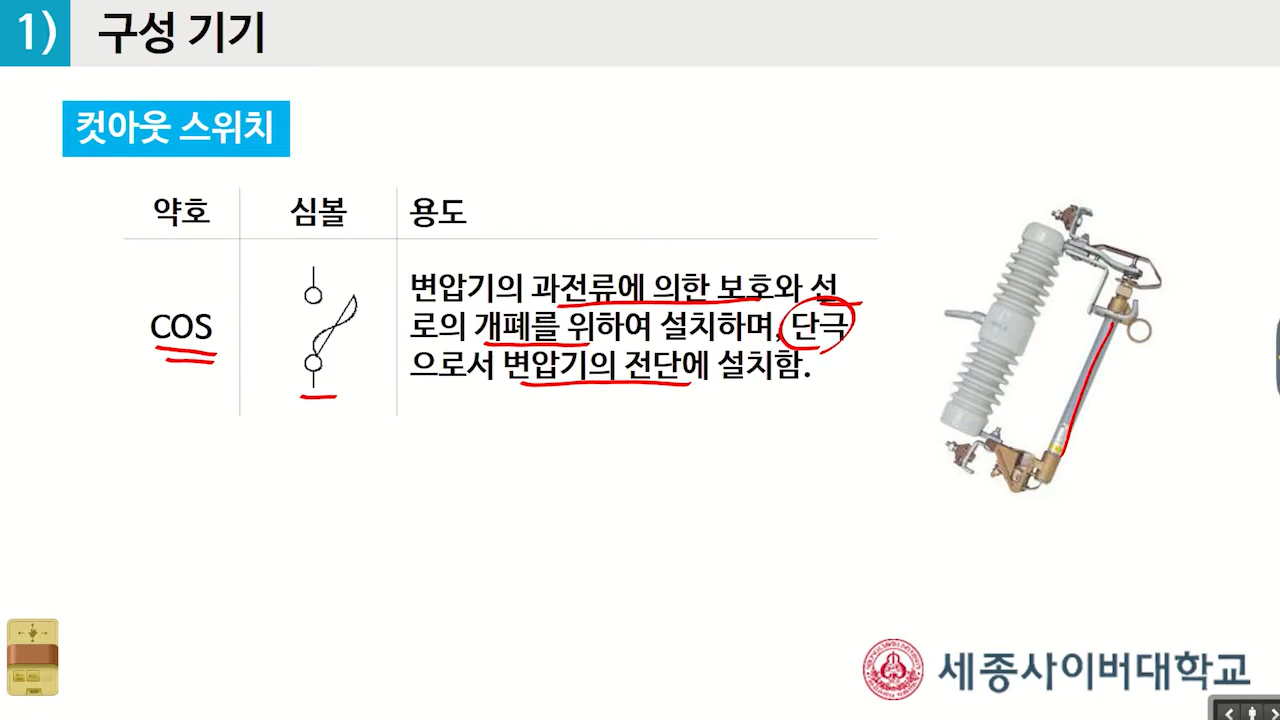 1) 구성 기기
컷아웃 스위치
약호 심볼 용도
COS
변압기의 과전류에 의한 보호와 선
로의 개폐를 위하여 설치하며, 단극
으로서 변압기의 전단에 설치함.
세종사이버대학교